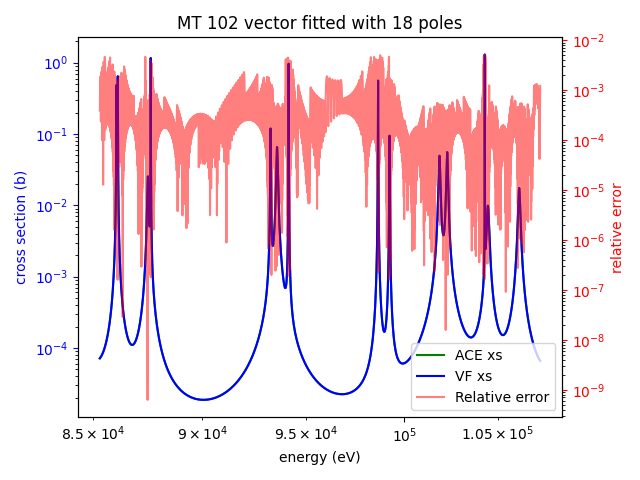 MT 102 vector fitted with 18 poles
cross section (b)
10⁰
10⁻¹
10⁻²
10⁻³
10⁻⁴
10⁻²
10⁻³
10⁻⁴
10⁻⁵
10⁻⁶
10⁻⁷
10⁻⁸
10⁻⁹
relative error
ACE xs
VF xs
Relative error
8.5 × 10⁴
9 × 10⁴
9.5 × 10⁴
10⁵
1.05 × 10⁵
energy (eV)